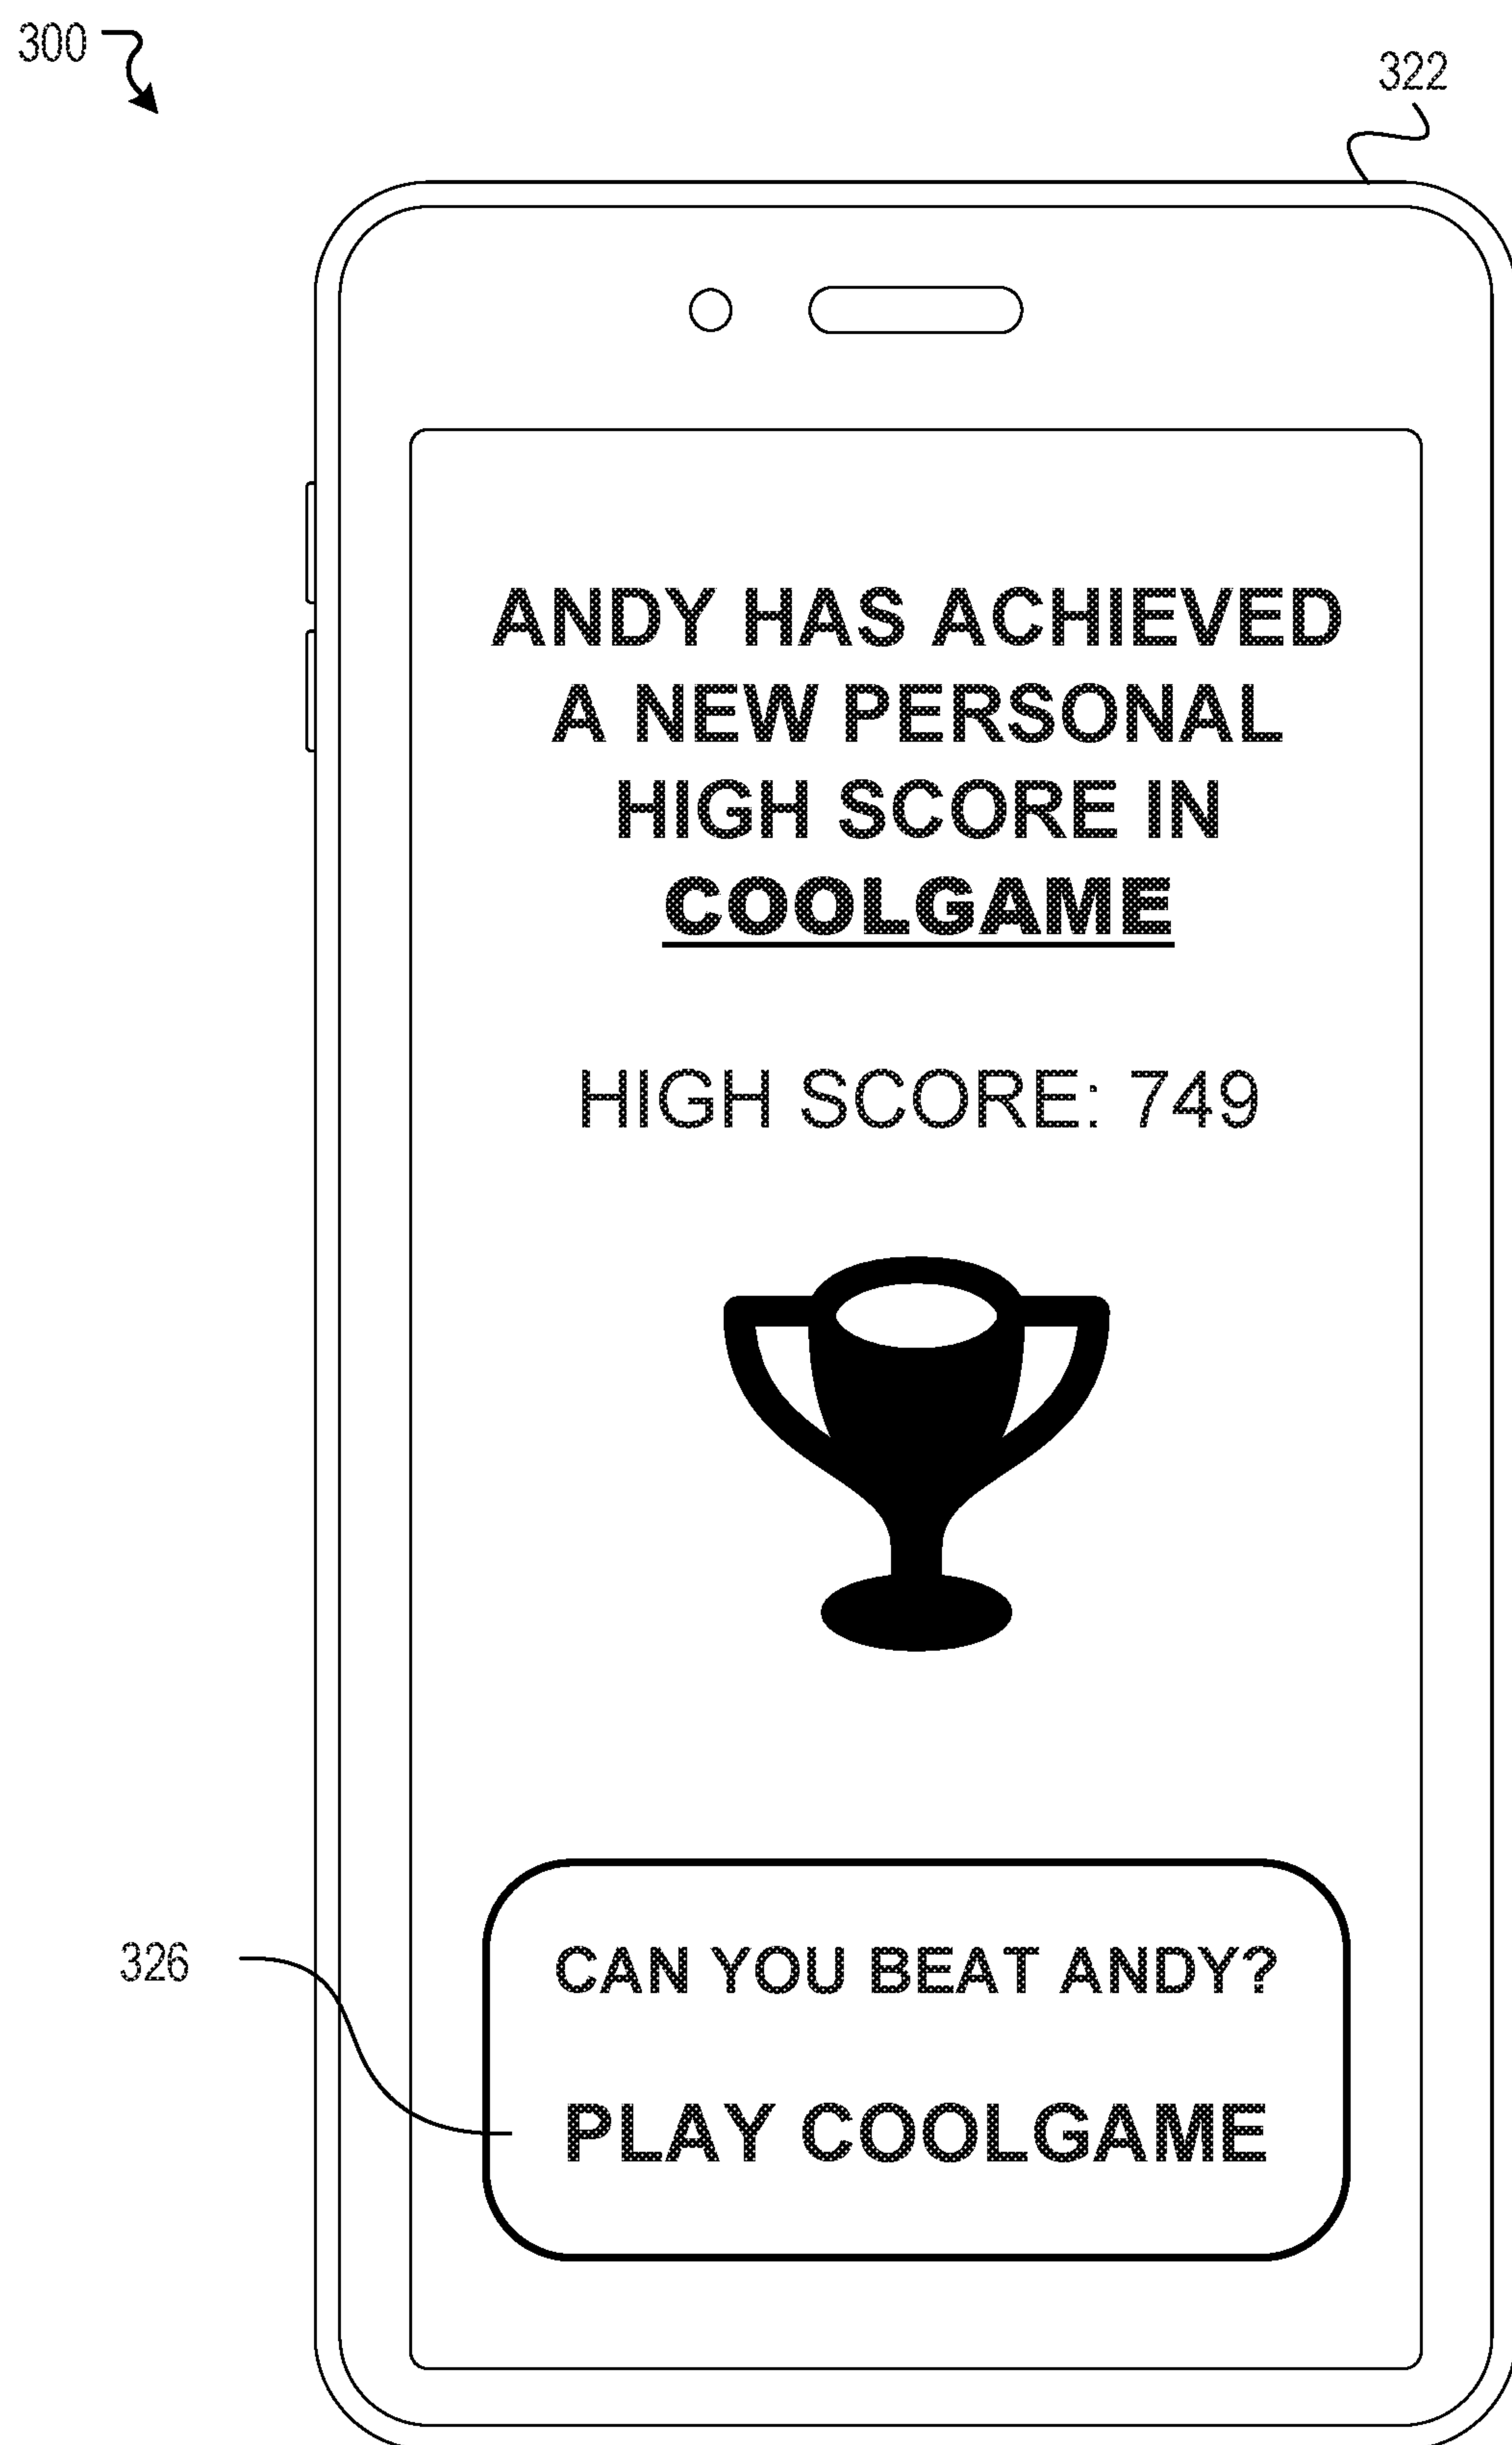 300
322
ANDY HAS ACHIEVED
A NEW PERSONAL
HIGH SCORE IN
COOLGAME
HIGH SCORE: 749
CAN YOU BEAT ANDY?
326
PLAY COOLGAME